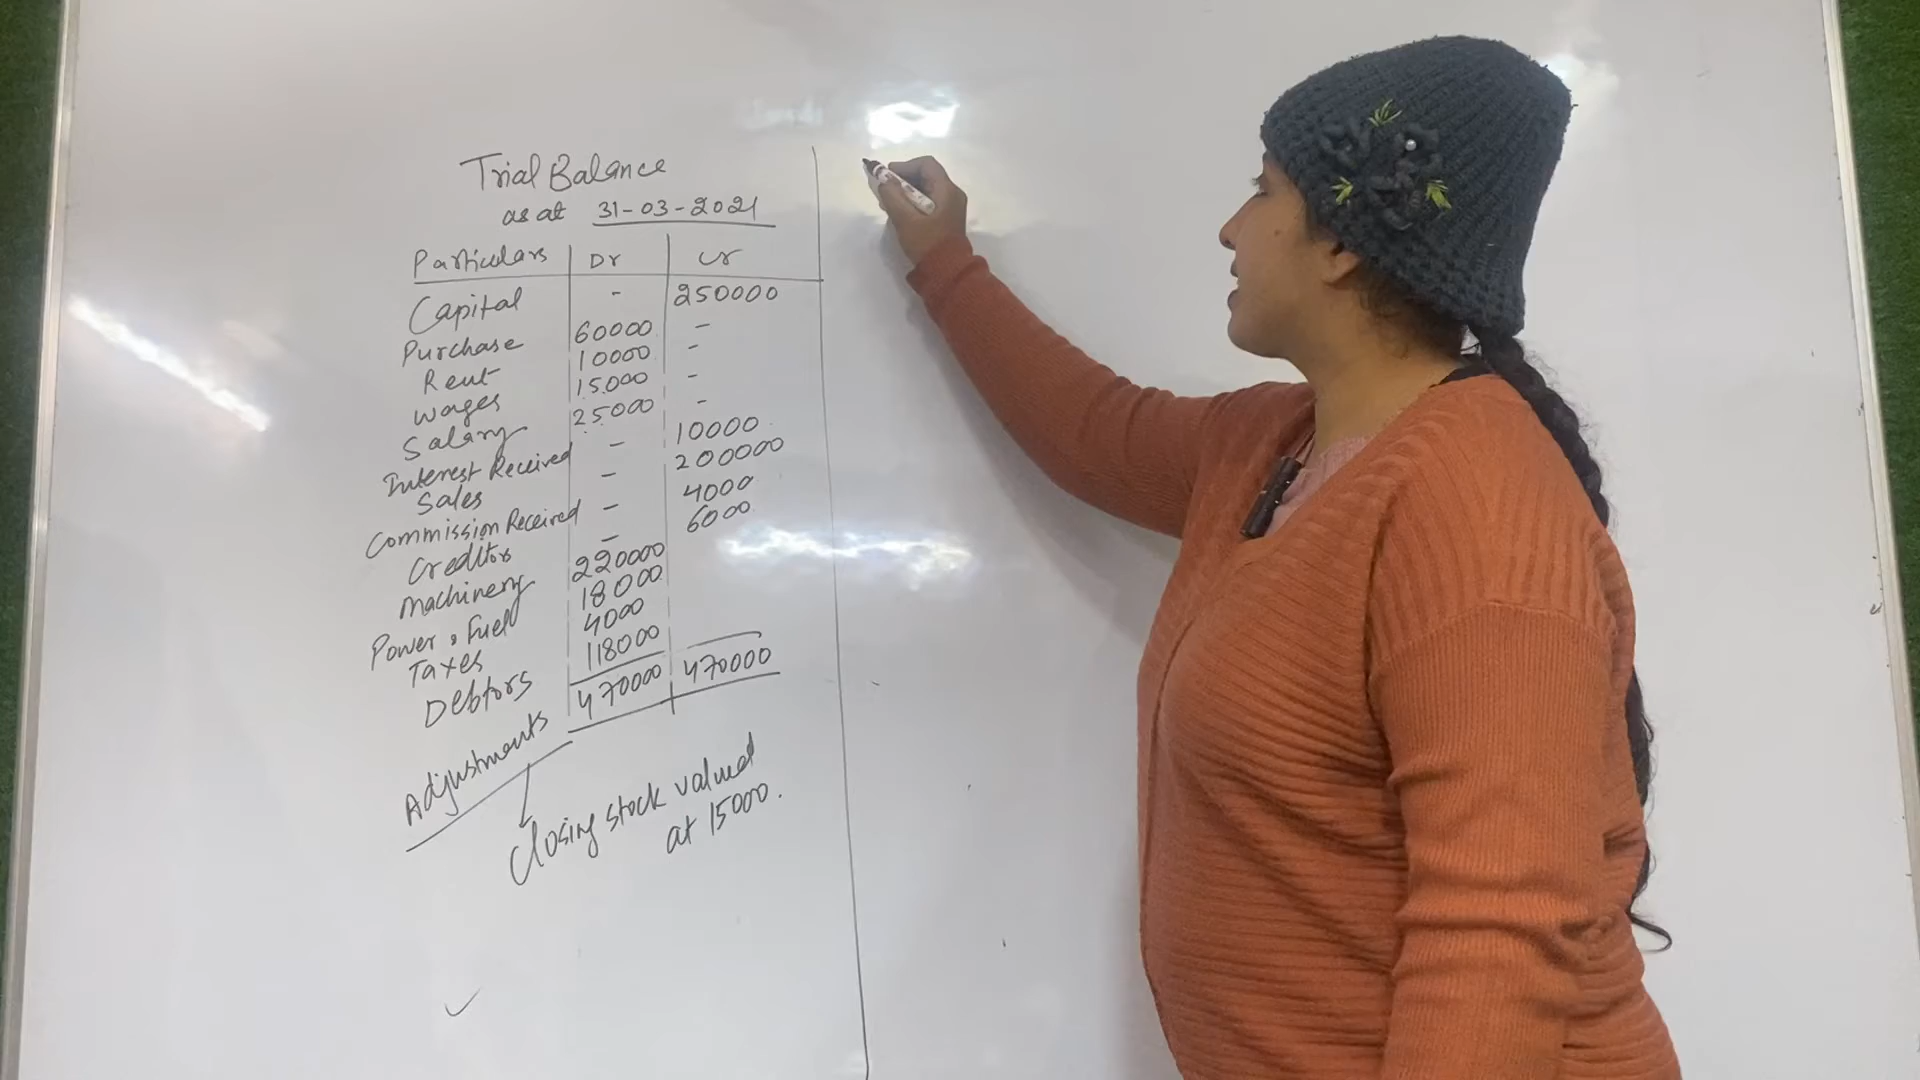 Trial Balance
as at 31-03-2021
Particulars Dr Cr
Capital - 250000
Purchase 60000 -
Rent 10000 -
Wages 15000 -
Salary 25000 -
Interest Received - 10000
Sales - 200000
Commission Received - 4000
Creditors - 6000
Machinery 220000
Power & Fuel 18000
Taxes 4000
Debtors 118000
470000 470000
Adjustments
Closing stock valued
at 15000.